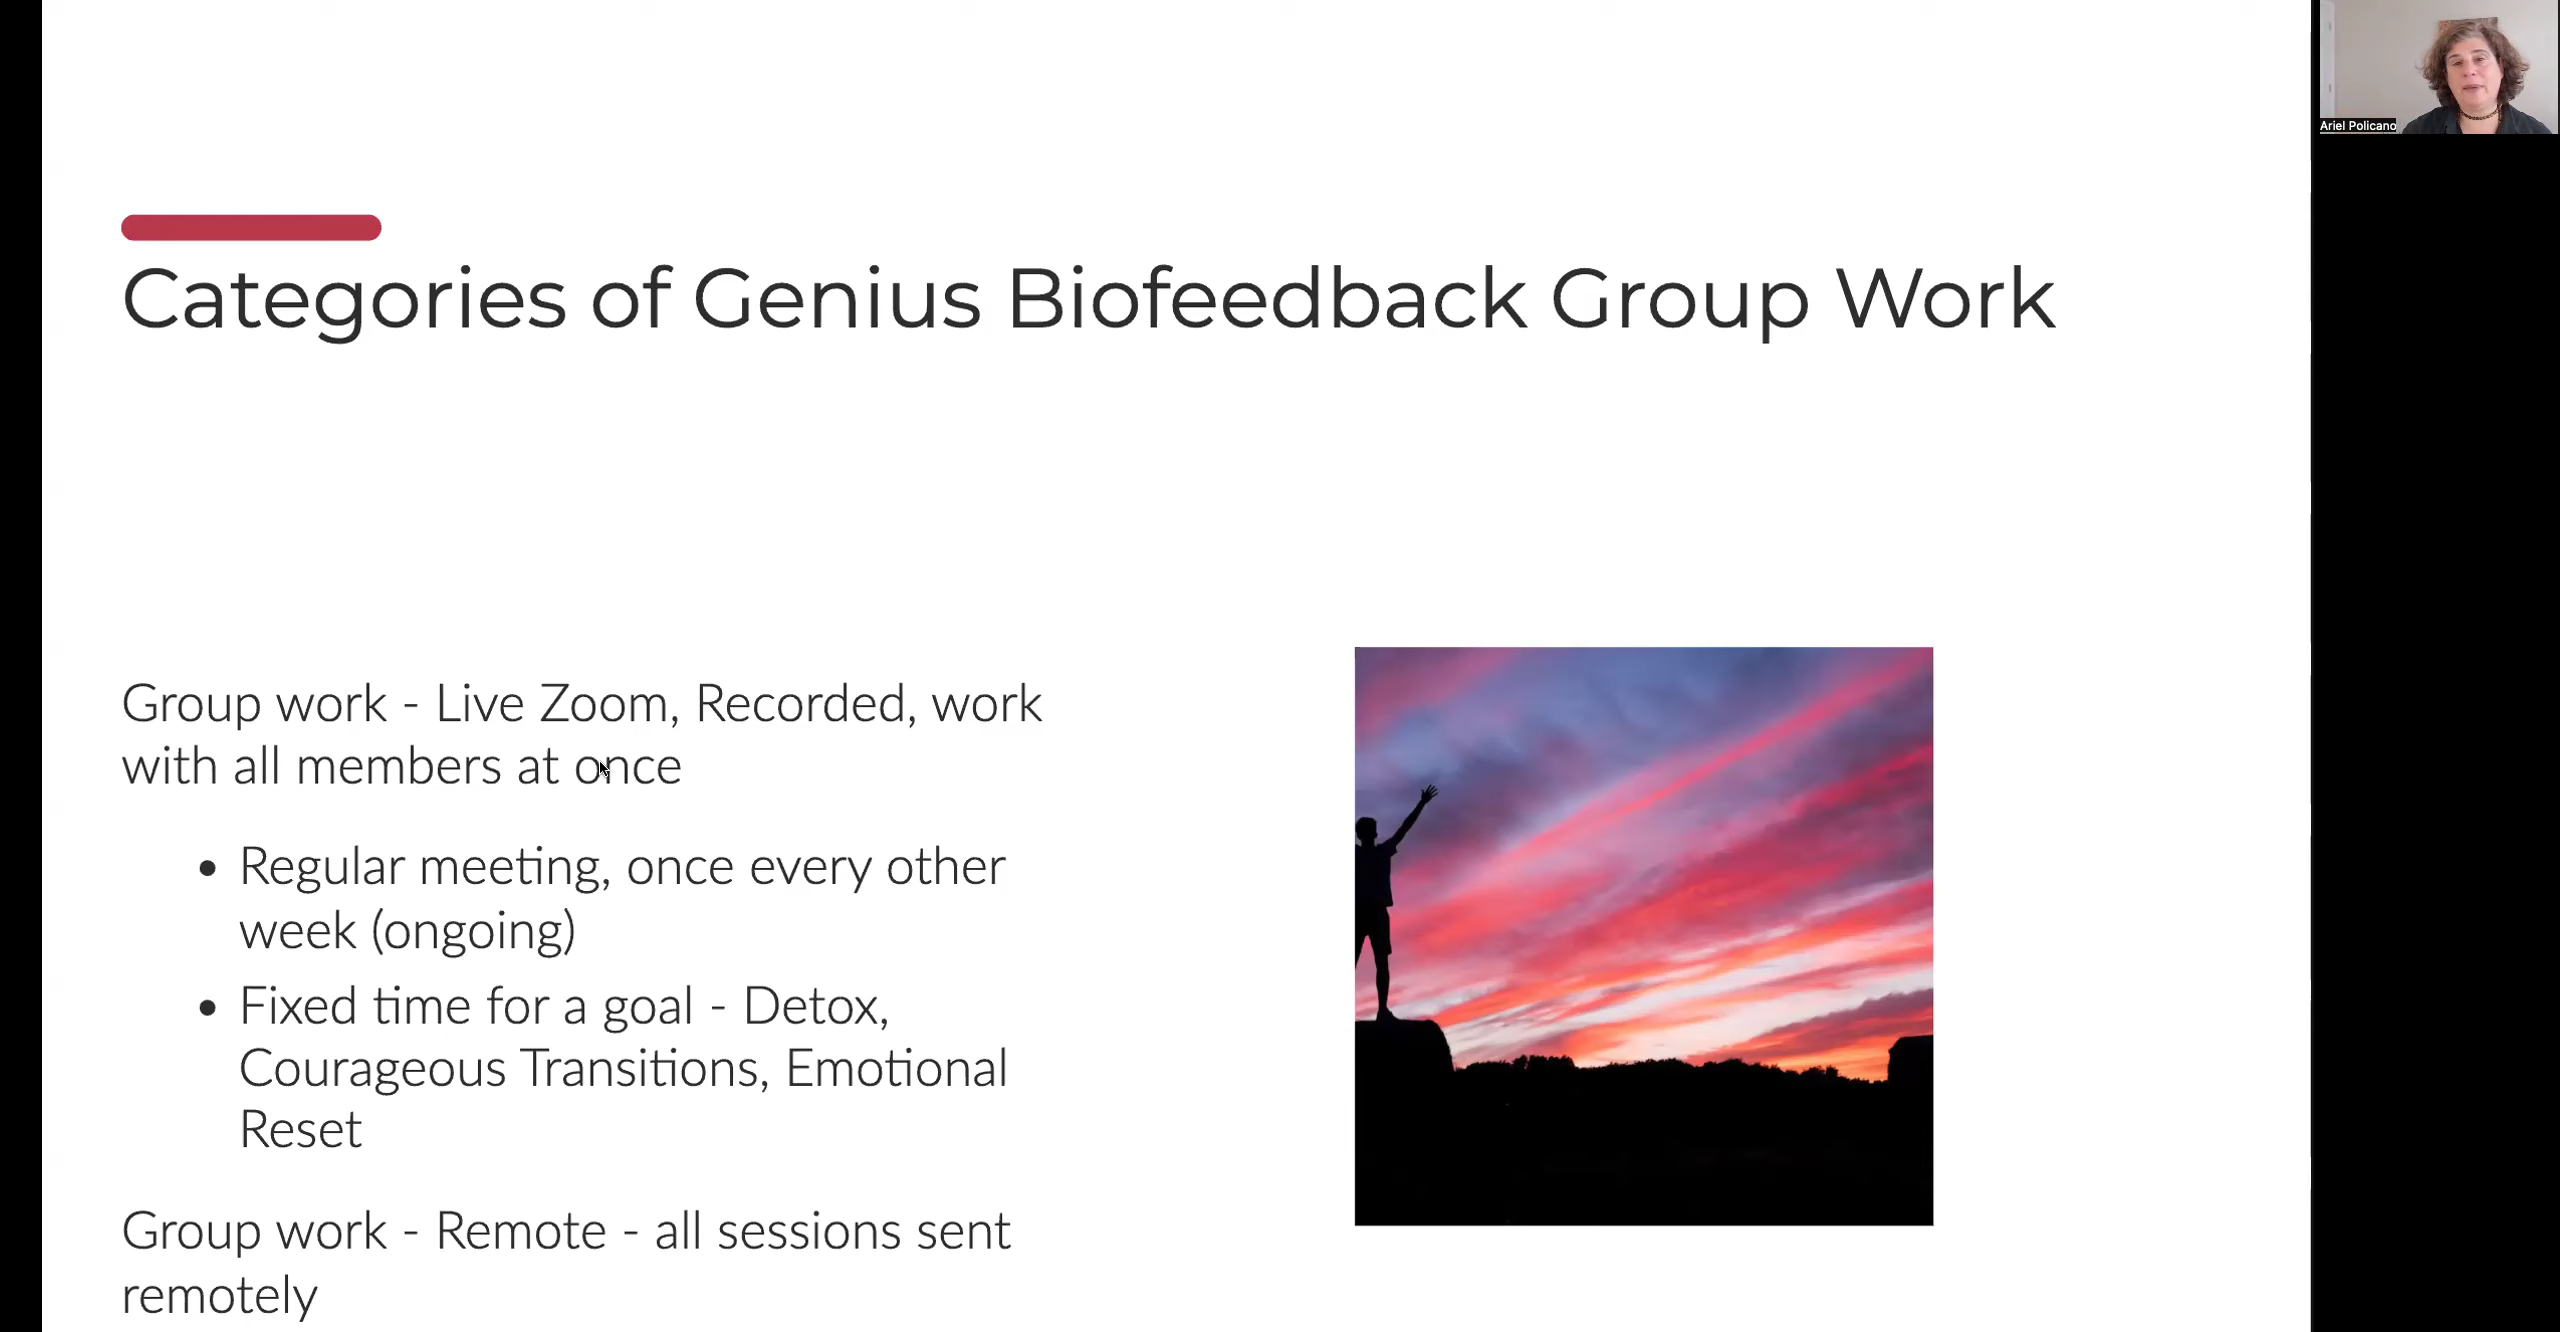 Ariel Policano
Categories of Genius Biofeedback Group Work
Group work - Live Zoom, Recorded, work
with all members at once
• Regular meeting, once every other
week (ongoing)
• Fixed time for a goal - Detox,
Courageous Transitions, Emotional
Reset
Group work - Remote - all sessions sent
remotely